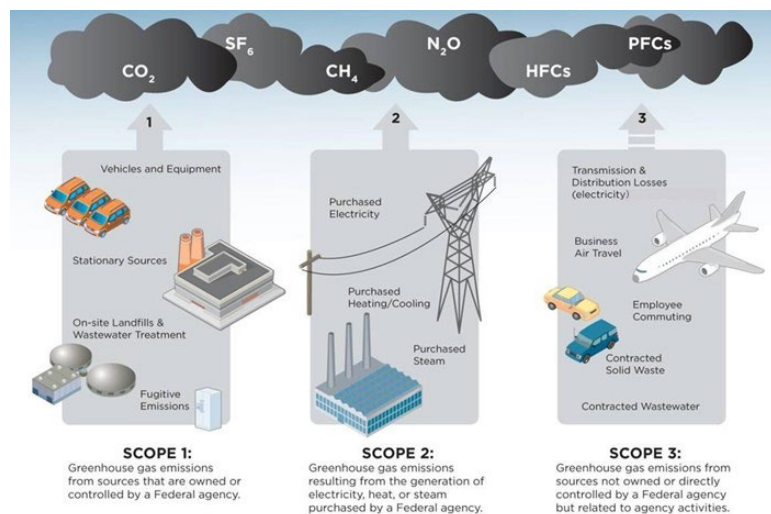 CO2
SF6
CH4
N2O
HFCs
PFCs
1
Vehicles and Equipment
Stationary Sources
On-site Landfills &
Wastewater Treatment
Fugitive
Emissions
SCOPE 1:
Greenhouse gas emissions
from sources that are owned or
controlled by a Federal agency.
2
Purchased
Electricity
Purchased
Heating/Cooling
Purchased
Steam
SCOPE 2:
Greenhouse gas emissions
resulting from the generation of
electricity, heat, or steam
purchased by a Federal agency.
3
Transmission &
Distribution Losses
(electricity)
Business
Air Travel
Employee
Commuting
Contracted
Solid Waste
Contracted Wastewater
SCOPE 3:
Greenhouse gas emissions from
sources not owned or directly
controlled by a Federal agency
but related to agency activities.